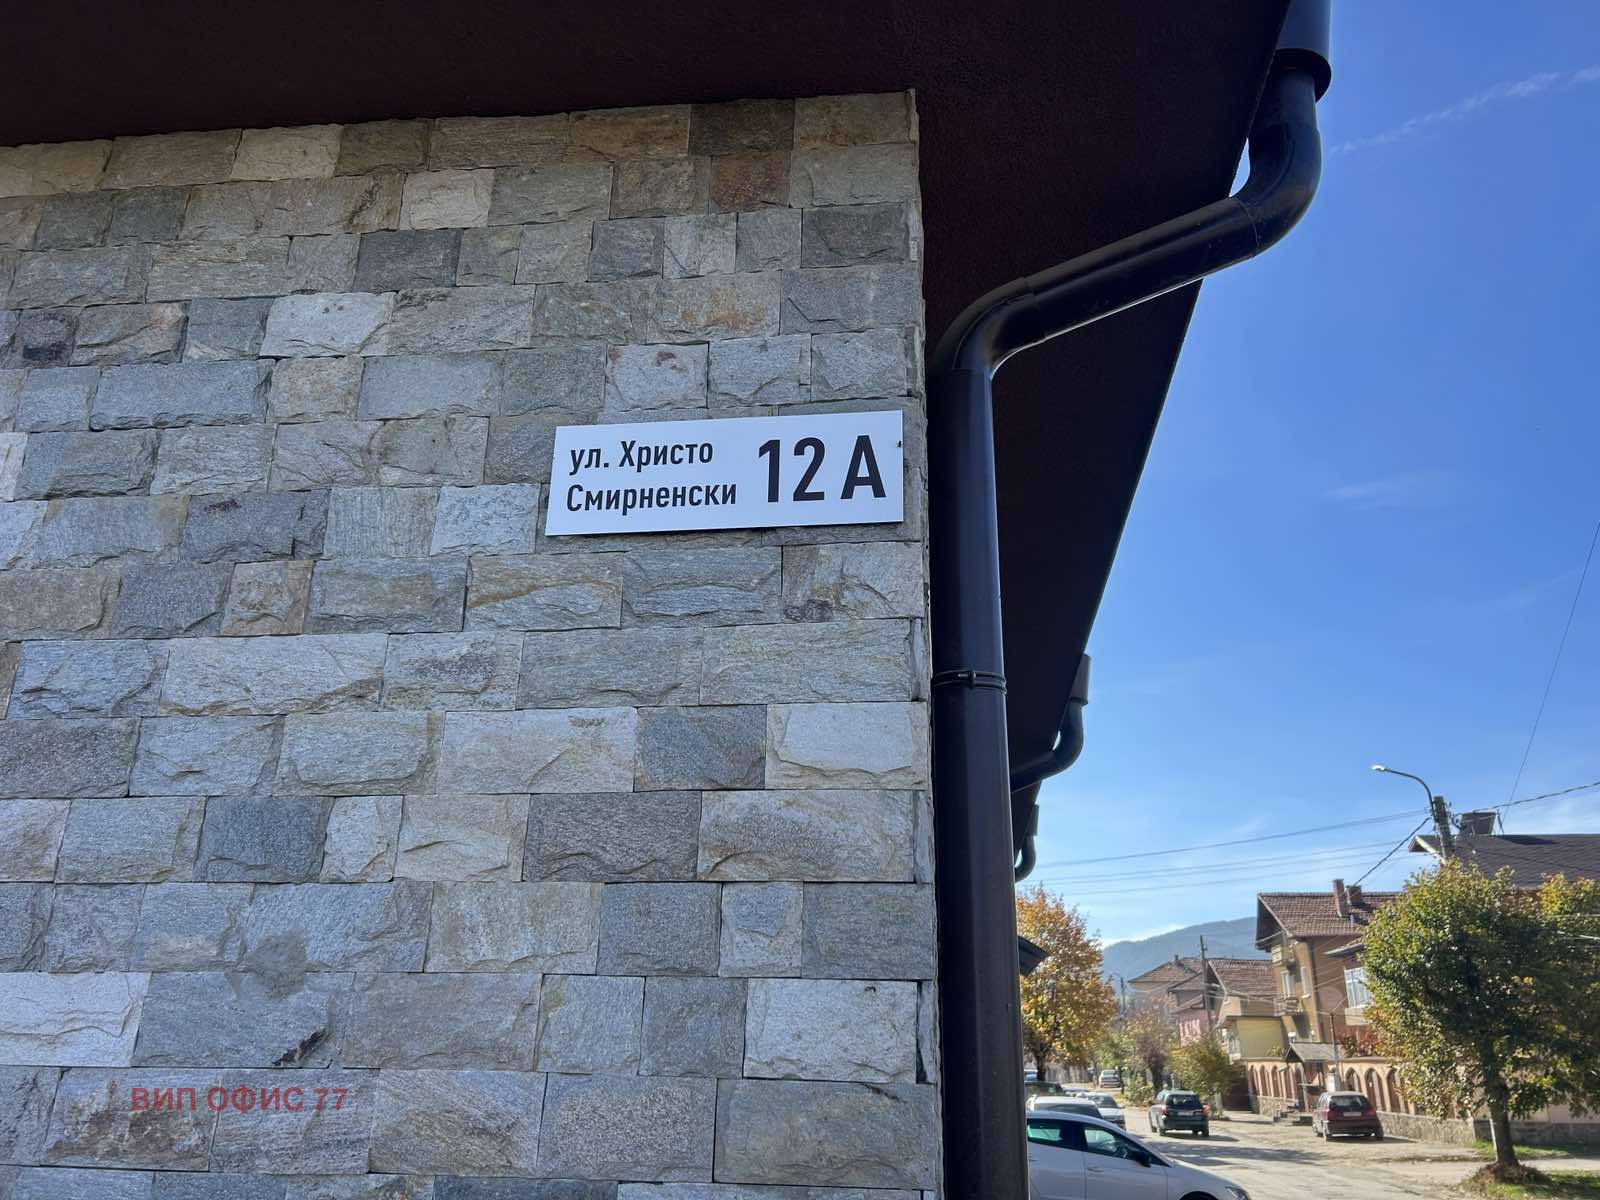 ул. Христо
Смирненски
12 А
ВИП ОФИС 77